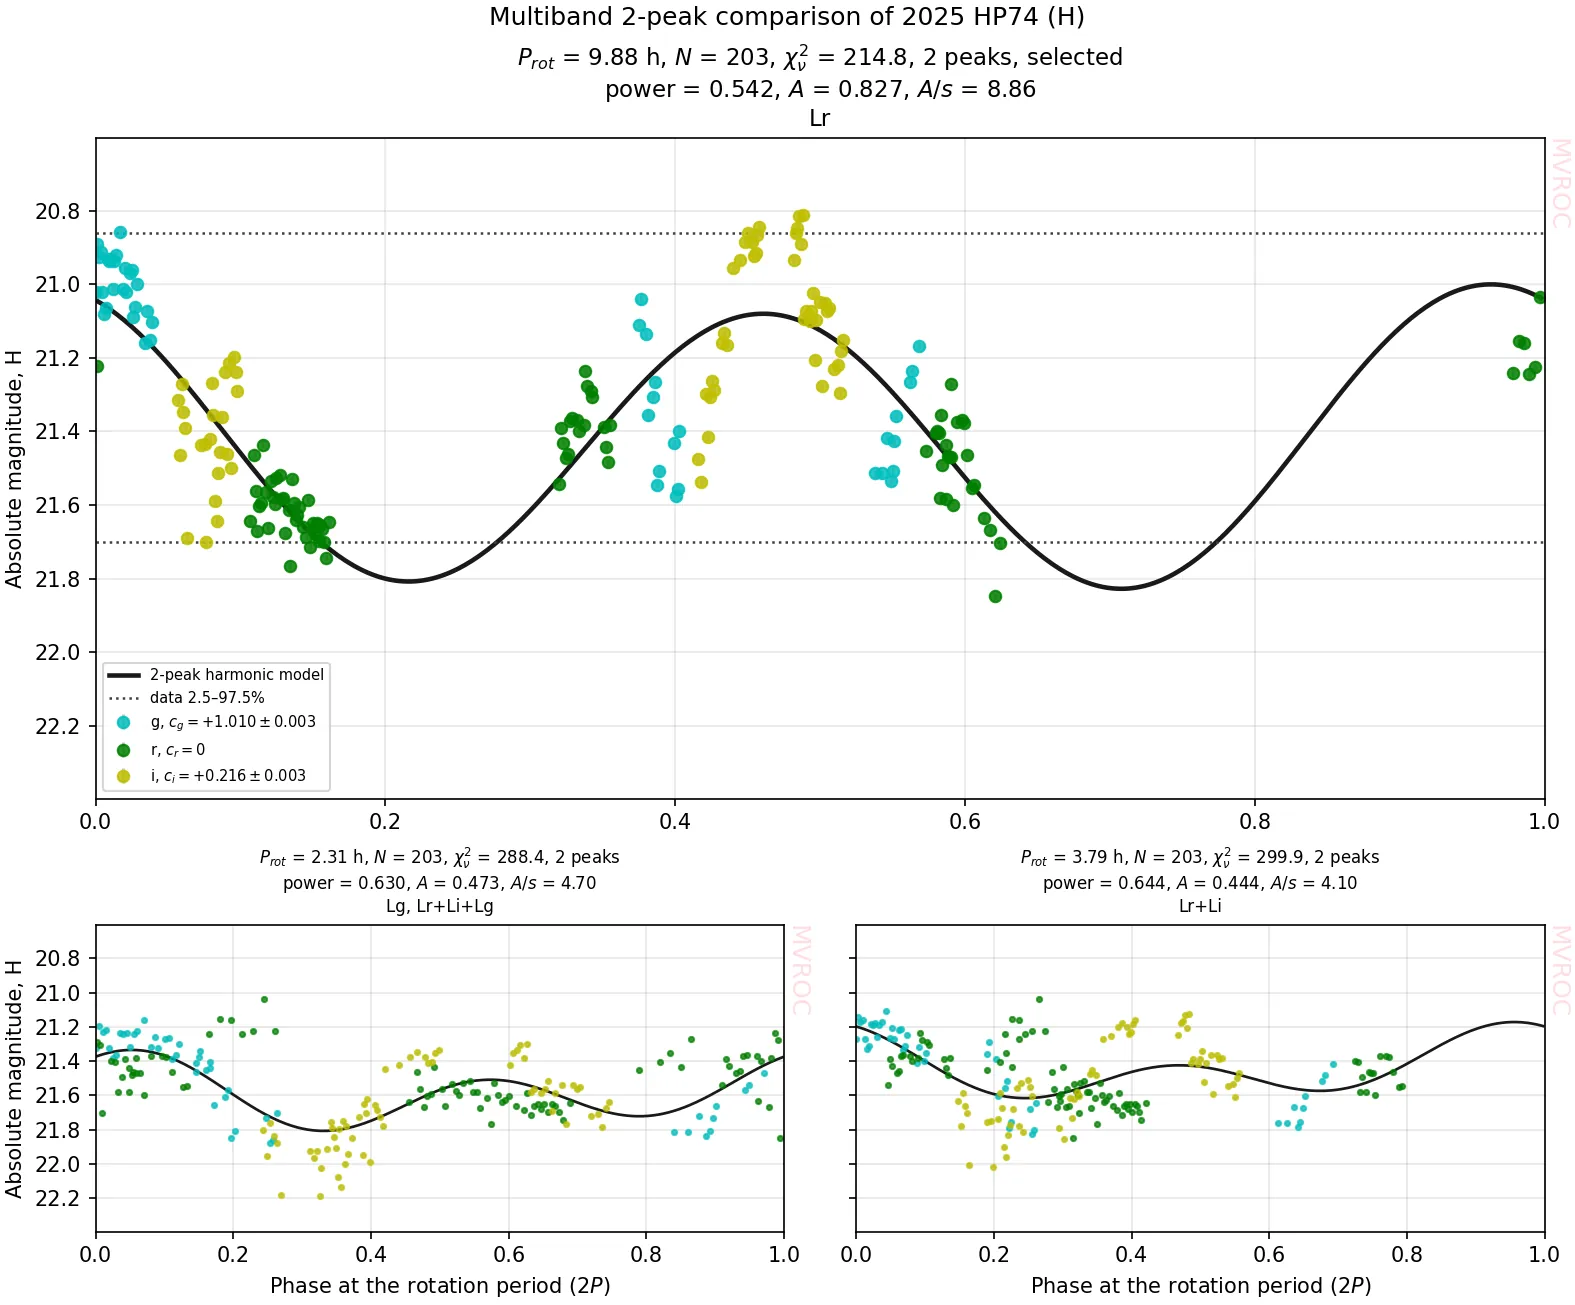 Multiband 2-peak comparison of 2025 HP74 (H)
P_rot = 9.88 h, N = 203, χ²_ν = 214.8, 2 peaks, selected
power = 0.542, A = 0.827, A/s = 8.86
Lr
MVROC
Absolute magnitude, H
20.8
21.0
21.2
21.4
21.6
21.8
22.0
22.2
2-peak harmonic model
data 2.5–97.5%
g, c_g = +1.010 ± 0.003
r, c_r = 0
i, c_i = +0.216 ± 0.003
0.0 0.2 0.4 0.6 0.8 1.0
P_rot = 2.31 h, N = 203, χ²_ν = 288.4, 2 peaks
power = 0.630, A = 0.473, A/s = 4.70
Lg, Lr+Li+Lg
MVROC
Absolute magnitude, H
20.8
21.0
21.2
21.4
21.6
21.8
22.0
22.2
0.0 0.2 0.4 0.6 0.8 1.0
Phase at the rotation period (2P)
P_rot = 3.79 h, N = 203, χ²_ν = 299.9, 2 peaks
power = 0.644, A = 0.444, A/s = 4.10
Lr+Li
MVROC
0.0 0.2 0.4 0.6 0.8 1.0
Phase at the rotation period (2P)